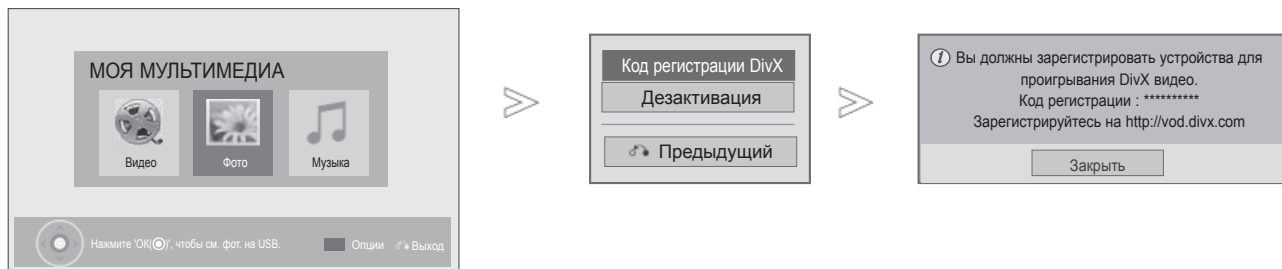 МОЯ МУЛЬТИМЕДИА
Видео
Фото
Музыка
Нажмите 'ОК(◉)', чтобы см. фот. на USB.
Опции
Выход
Код регистрации DivX
Дезактивация
Предыдущий
Вы должны зарегистрировать устройства для
проигрывания DivX видео.
Код регистрации : **********
Зарегистрируйтесь на http://vod.divx.com
Закрыть